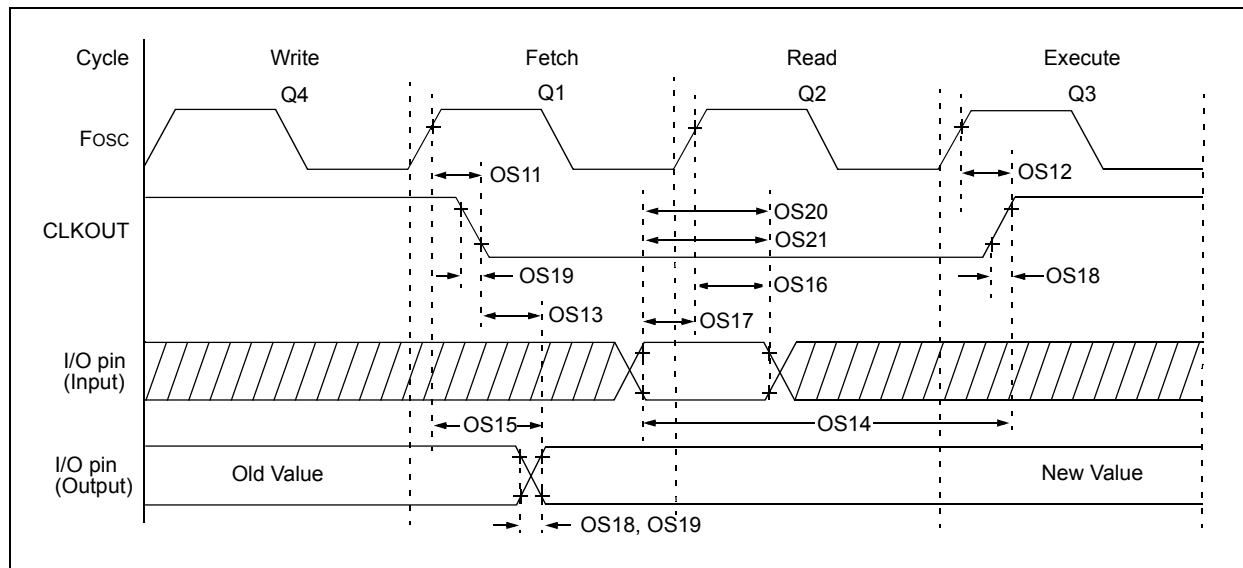 Cycle Write Fetch Read Execute
Q4 Q1 Q2 Q3
FOSC
OS11 OS12
CLKOUT OS20
OS21
OS19 OS16 OS18
OS13 OS17
I/O pin
(Input)
OS15 OS14
I/O pin
(Output) Old Value New Value
OS18, OS19